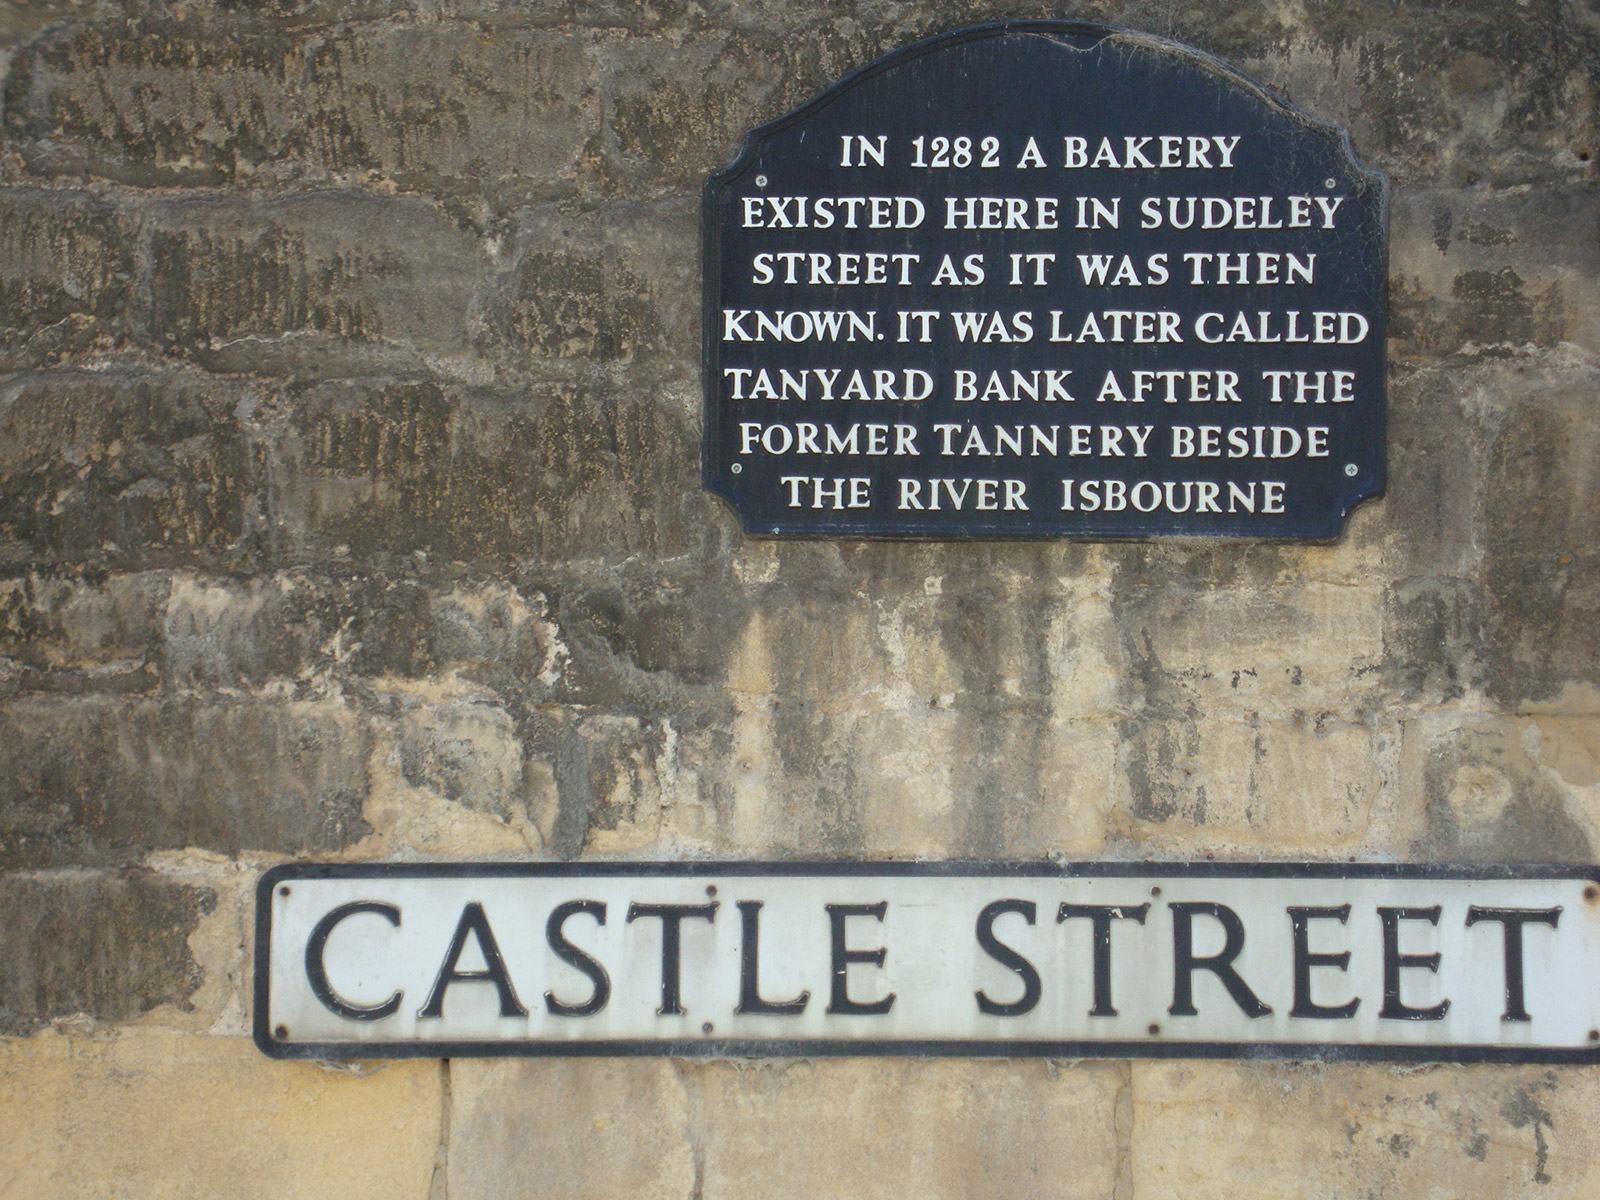 IN 1282 A BAKERY
EXISTED HERE IN SUDELEY
STREET AS IT WAS THEN
KNOWN. IT WAS LATER CALLED
TANYARD BANK AFTER THE
FORMER TANNERY BESIDE
THE RIVER ISBOURNE
CASTLE STREET